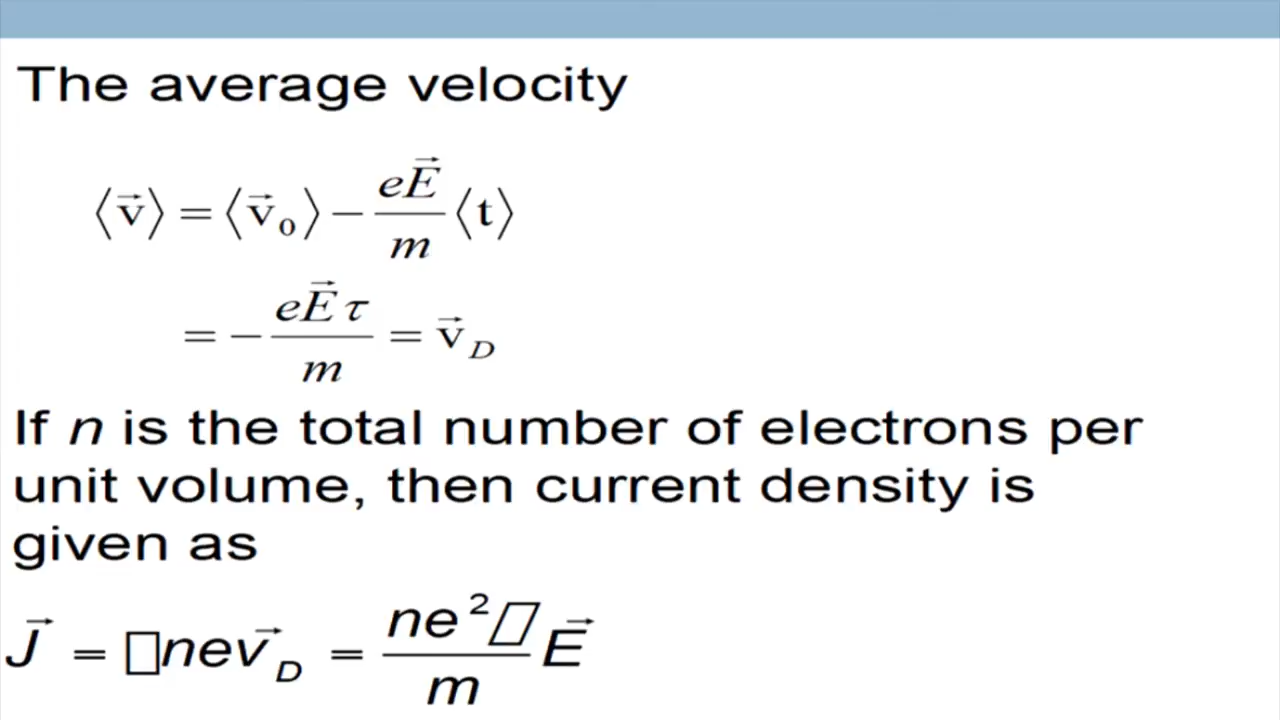 The average velocity
⟨v⃗⟩ = ⟨v⃗₀⟩ − eE⃗/m ⟨t⟩
= − eE⃗τ/m = v⃗_D
If n is the total number of electrons per
unit volume, then current density is
given as
J⃗ = □nev⃗_D = ne²□/m E⃗